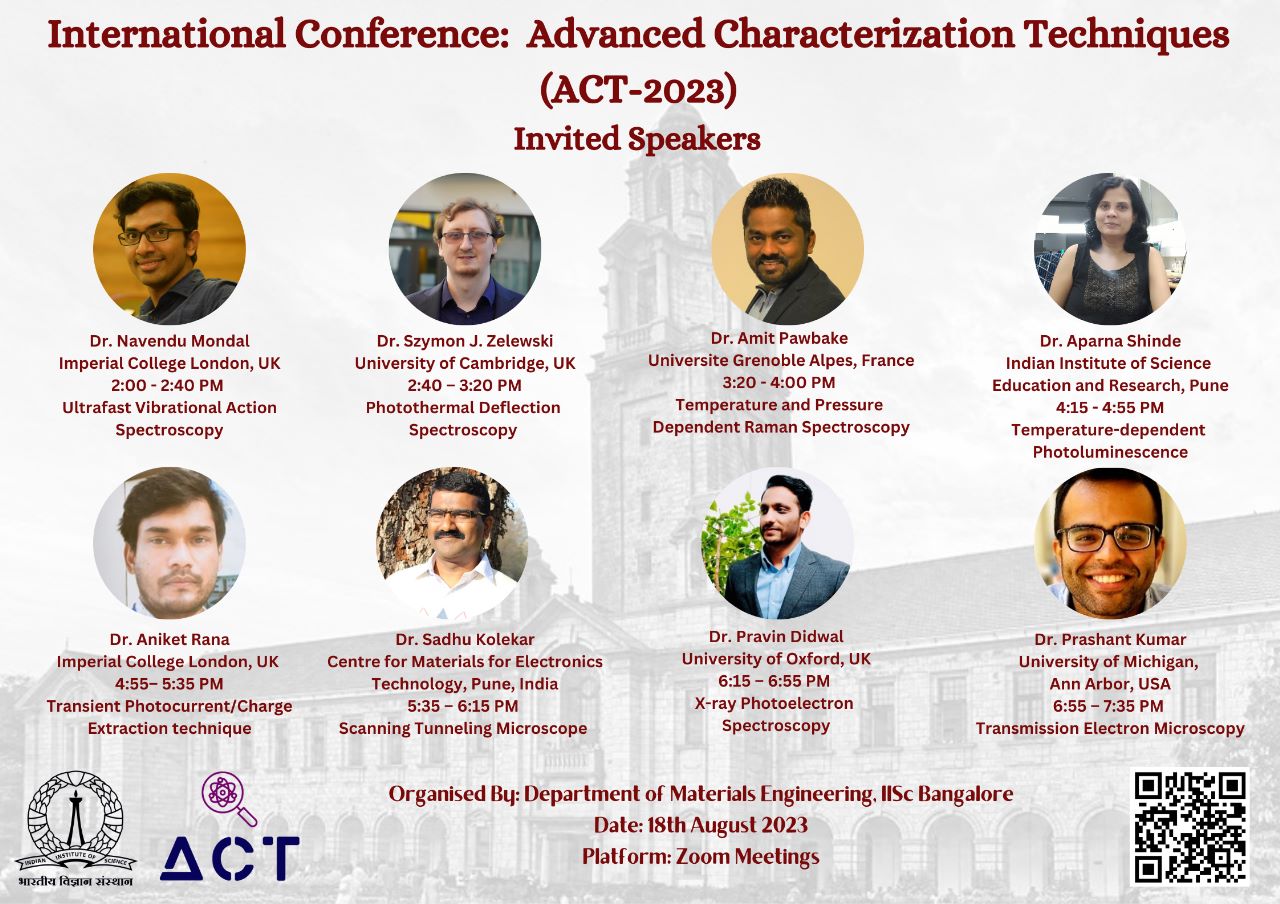 International Conference:  Advanced Characterization Techniques
(ACT-2023)
Invited Speakers
Dr. Navendu Mondal
Imperial College London, UK
2:00 - 2:40 PM
Ultrafast Vibrational Action
Spectroscopy
Dr. Szymon J. Zelewski
University of Cambridge, UK
2:40 – 3:20 PM
Photothermal Deflection
Spectroscopy
Dr. Amit Pawbake
Universite Grenoble Alpes, France
3:20 - 4:00 PM
Temperature and Pressure
Dependent Raman Spectroscopy
Dr. Aparna Shinde
Indian Institute of Science
Education and Research, Pune
4:15 - 4:55 PM
Temperature-dependent
Photoluminescence
Dr. Aniket Rana
Imperial College London, UK
4:55– 5:35 PM
Transient Photocurrent/Charge
Extraction technique
Dr. Sadhu Kolekar
Centre for Materials for Electronics
Technology, Pune, India
5:35 – 6:15 PM
Scanning Tunneling Microscope
Dr. Pravin Didwal
University of Oxford, UK
6:15 – 6:55 PM
X-ray Photoelectron
Spectroscopy
Dr. Prashant Kumar
University of Michigan,
Ann Arbor, USA
6:55 – 7:35 PM
Transmission Electron Microscopy
INDIAN INSTITUTE OF SCIENCE
भारतीय विज्ञान संस्थान
ACT
Organised By: Department of Materials Engineering, IISc Bangalore
Date: 18th August 2023
Platform: Zoom Meetings